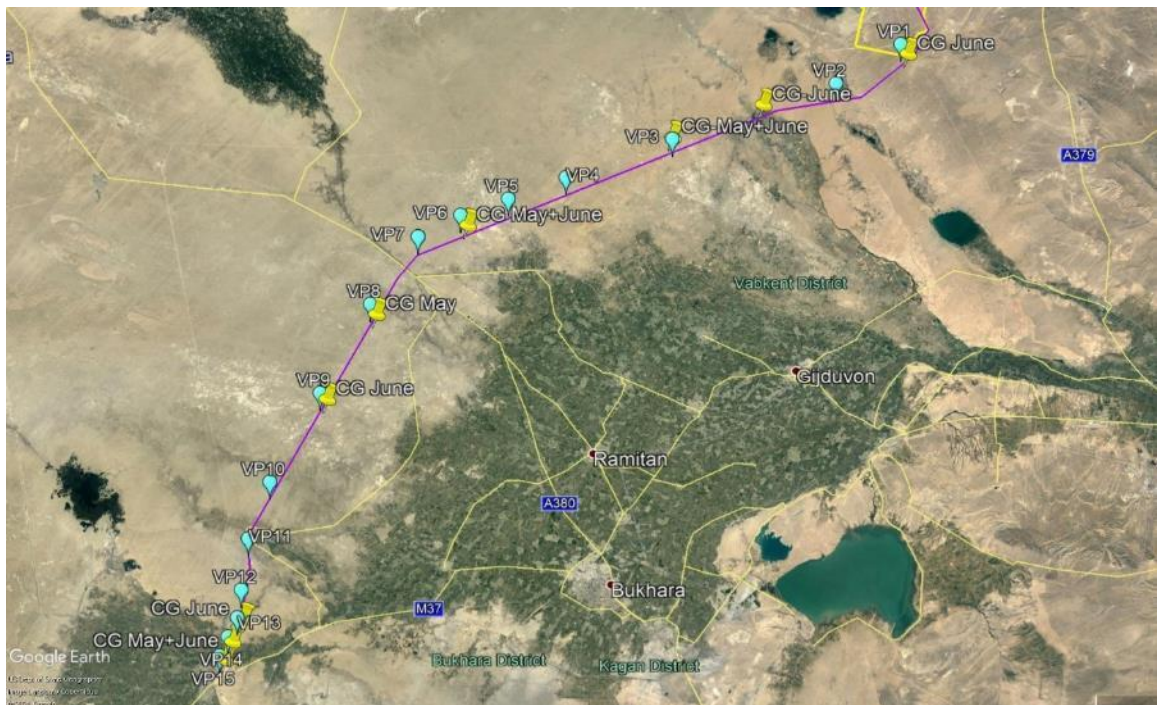 VP1
CG June
VP2
CG-June
CG-May+June
VP3
A379
VP4
VP5
VP6
CG-May+June
VP7
Vabkent District
VP8
CG May
Gijduvon
VP9
CG June
Ramitan
VP10
A380
VP11
VP12
Bukhara
CG June
M37
VP13
CG May+June
Google Earth
VP14
Bukhara District
Kagan District
VP15